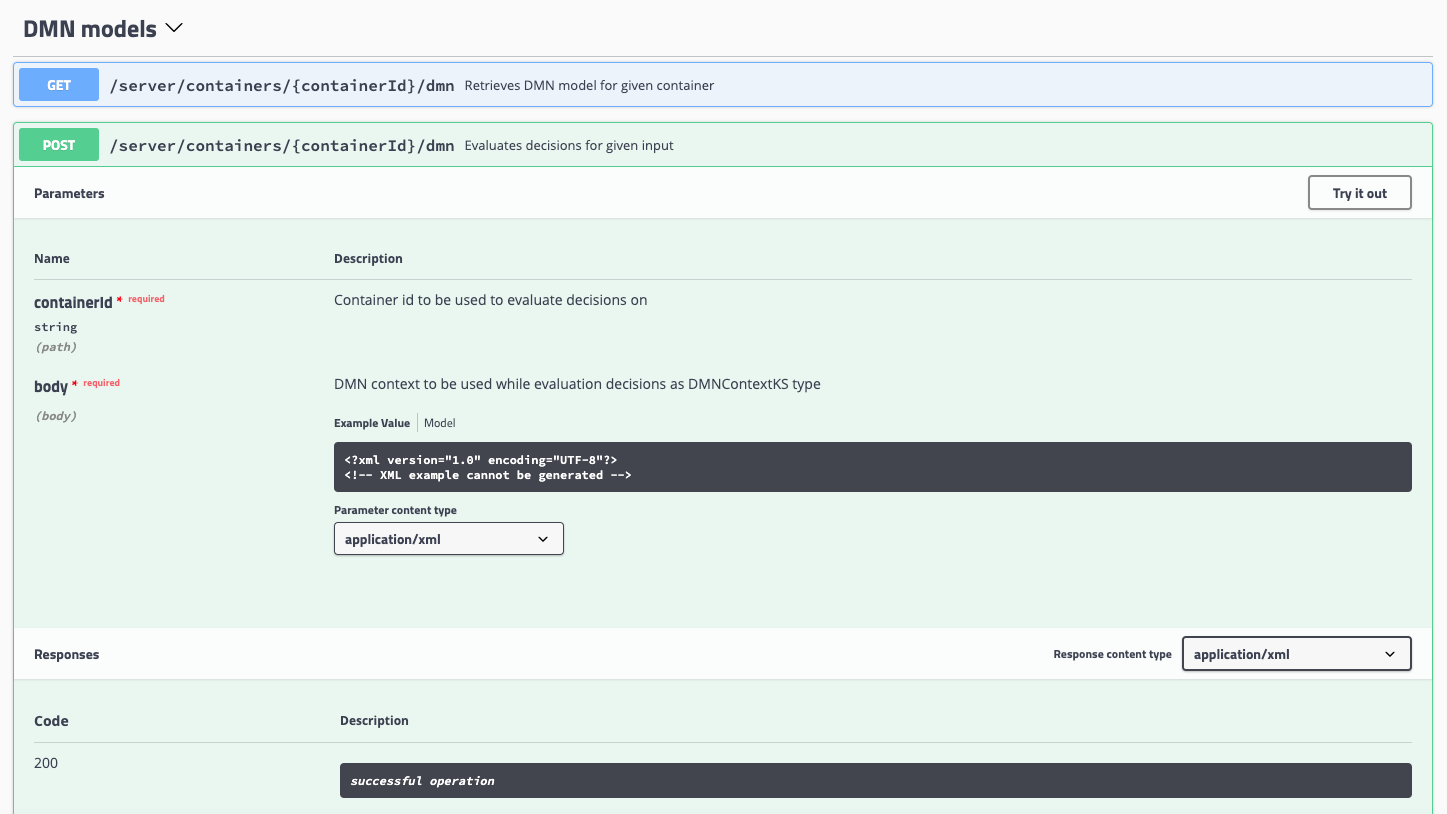 DMN models
GET /server/containers/{containerId}/dmn Retrieves DMN model for given container
POST /server/containers/{containerId}/dmn Evaluates decisions for given input
Parameters Try it out
Name Description
containerId * required Container id to be used to evaluate decisions on
string
(path)
body * required DMN context to be used while evaluation decisions as DMNContextKS type
(body)
Example Value Model
<?xml version="1.0" encoding="UTF-8"?>
<!-- XML example cannot be generated -->
Parameter content type
application/xml
Responses Response content type application/xml
Code Description
200 successful operation